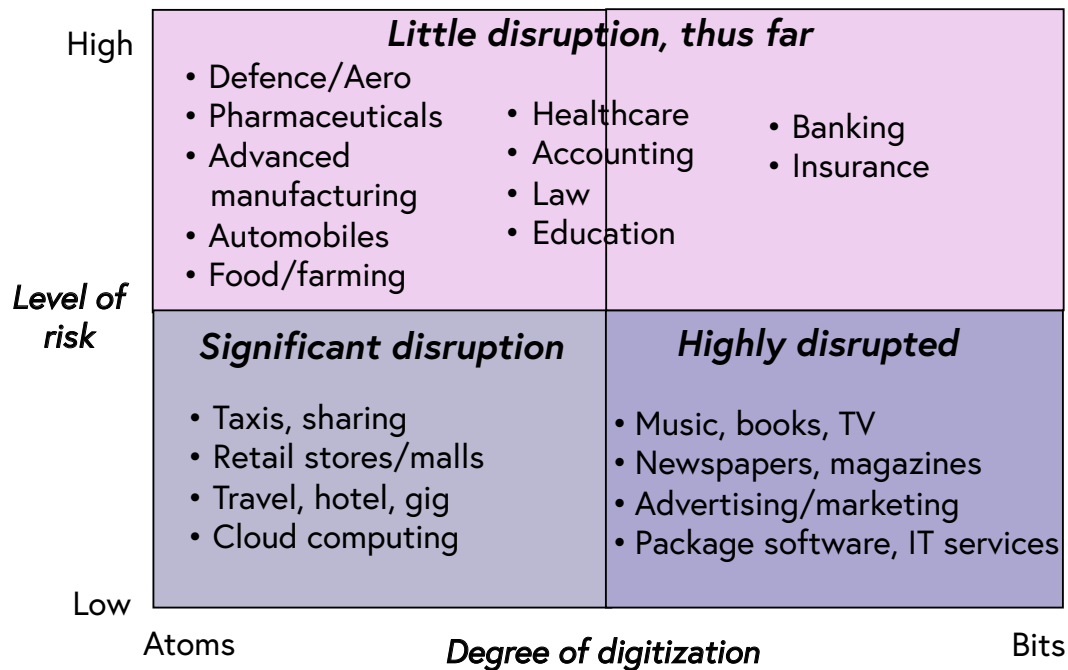 High
Little disruption, thus far
• Defence/Aero
• Pharmaceuticals
• Advanced
manufacturing
• Automobiles
• Food/farming
• Healthcare
• Accounting
• Law
• Education
• Banking
• Insurance
Level of
risk
Significant disruption
• Taxis, sharing
• Retail stores/malls
• Travel, hotel, gig
• Cloud computing
Highly disrupted
• Music, books, TV
• Newspapers, magazines
• Advertising/marketing
• Package software, IT services
Low
Atoms
Degree of digitization
Bits